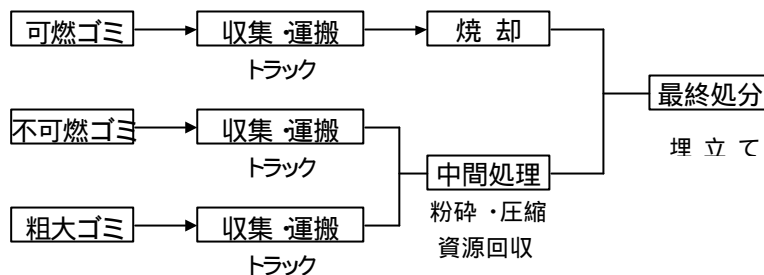 可燃ゴミ
収集・運搬
トラック
焼 却
不可燃ゴミ
収集・運搬
トラック
粗大ゴミ
収集・運搬
トラック
中間処理
粉砕・圧縮
資源回収
最終処分
埋 立 て